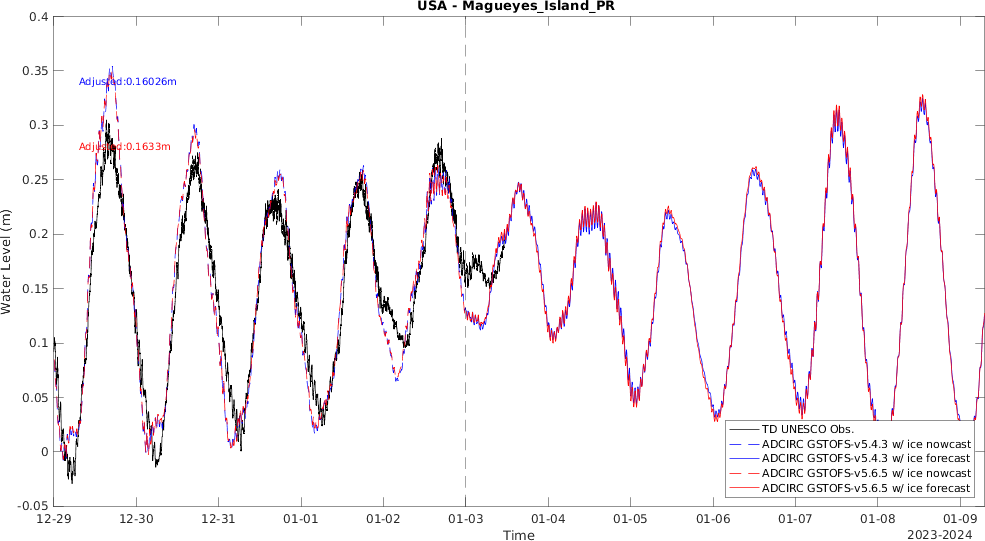 USA - Magueyes_Island_PR
0.4
0.35
0.3
0.25
0.2
0.15
0.1
0.05
0
-0.05
Water Level (m)
Adjusted:0.16026m
Adjusted:0.1633m
TD UNESCO Obs.
ADCIRC GSTOFS-v5.4.3 w/ ice nowcast
ADCIRC GSTOFS-v5.4.3 w/ ice forecast
ADCIRC GSTOFS-v5.6.5 w/ ice nowcast
ADCIRC GSTOFS-v5.6.5 w/ ice forecast
12-29 12-30 12-31 01-01 01-02 01-03 01-04 01-05 01-06 01-07 01-08 01-09
Time
2023-2024